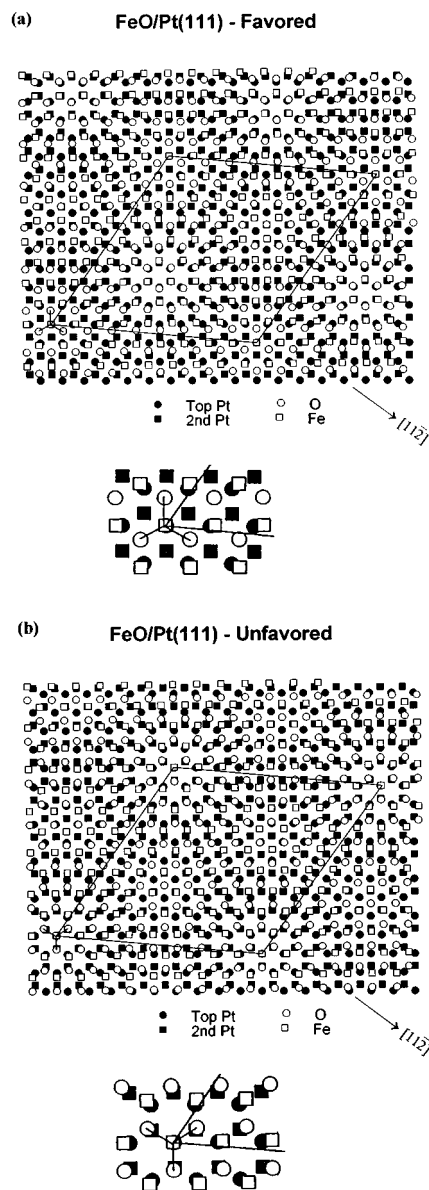 (a) FeO/Pt(111) - Favored
● Top Pt ○ O
■ 2nd Pt □ Fe
[112̄]
(b) FeO/Pt(111) - Unfavored
● Top Pt ○ O
■ 2nd Pt □ Fe
[112̄]